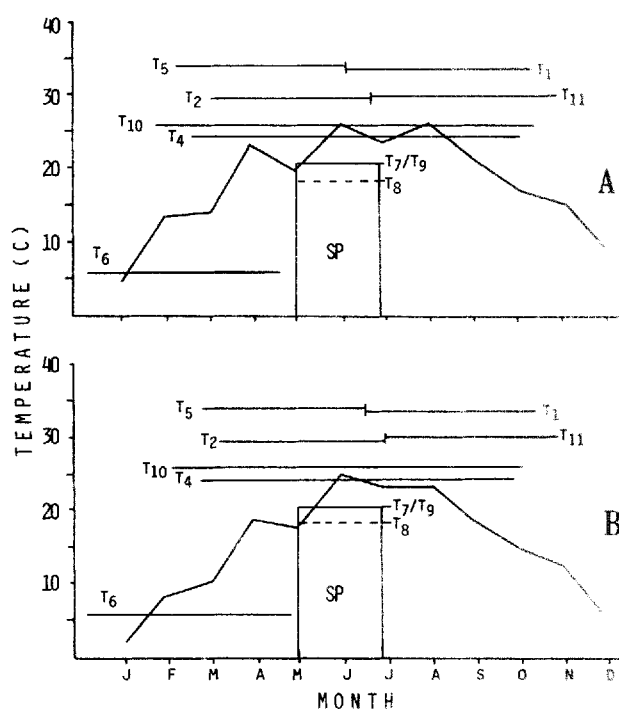 40
T5 T1
30
T2 T11
T10
T4
20
T7/T9
T8
A
10
SP
T6
TEMPERATURE (C)
40
T5 T1
30
T2 T11
T10
T4
20
T7/T9
T8
B
10
SP
T6
J F M A M J J A S O N D
MONTH